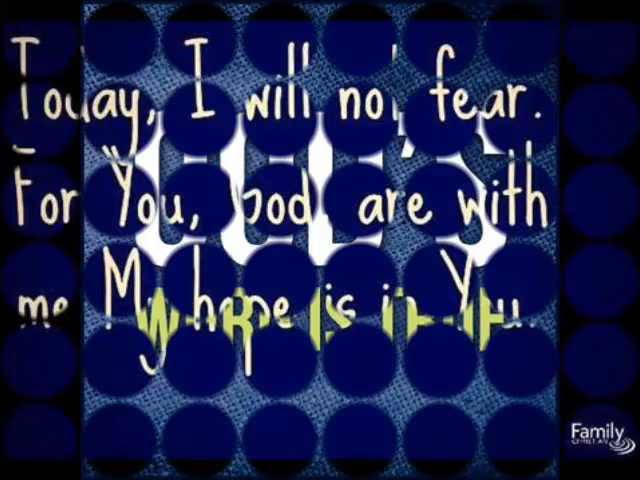 Today, I will not fear.
For You, God, are with
me My hope is in You.
Family
CHRISTIAN